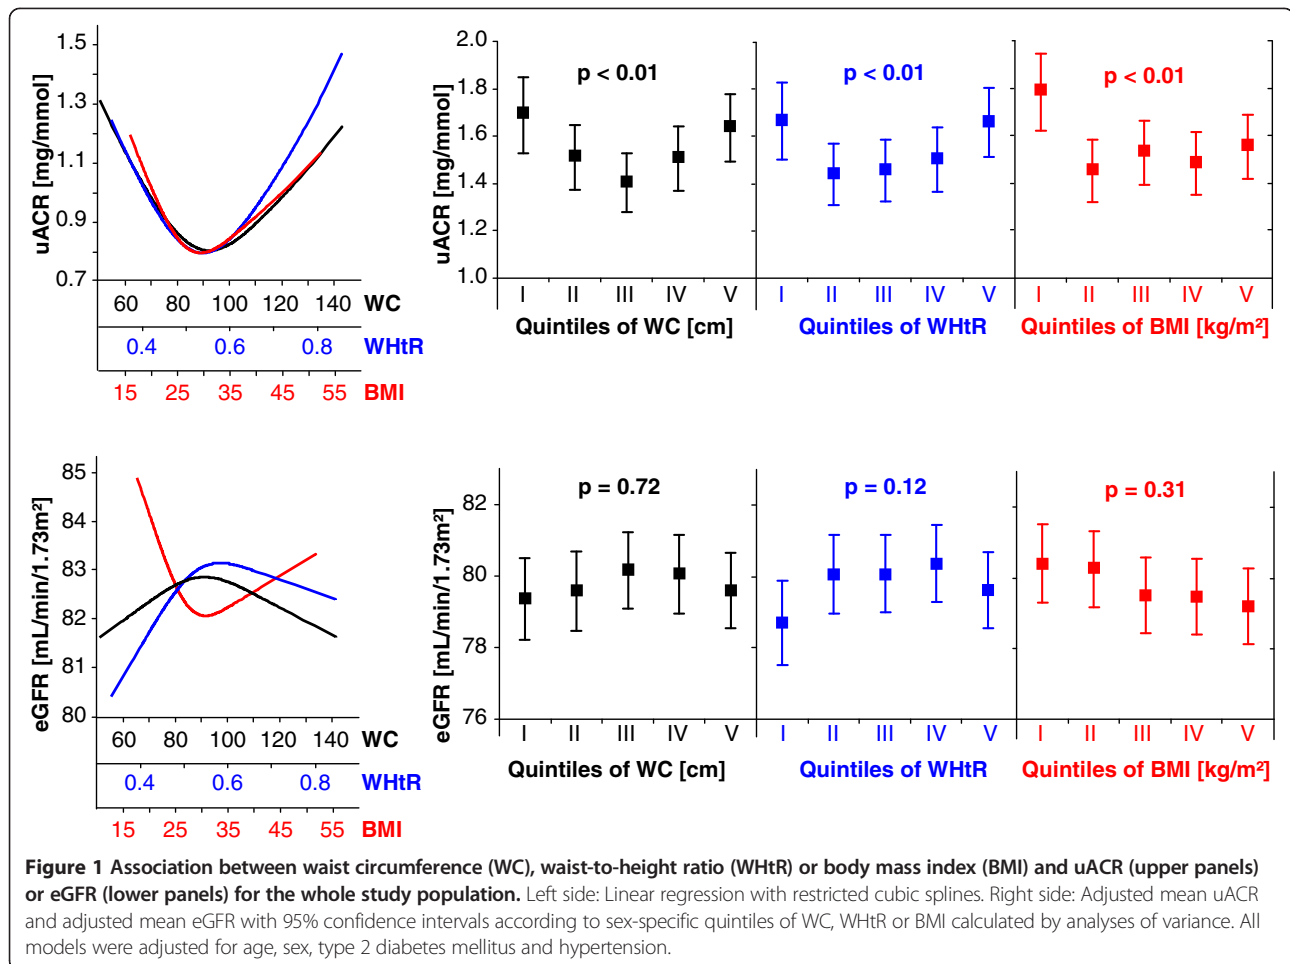 1.5
1.3
1.1
0.9
0.7
uACR [mg/mmol]
60 80 100 120 140 WC
0.4 0.6 0.8 WHtR
15 25 35 45 55 BMI
2.0
1.8
1.6
1.4
1.2
1.0
uACR [mg/mmol]
p < 0.01
p < 0.01
p < 0.01
I II III IV V
I II III IV V
I II III IV V
Quintiles of WC [cm]
Quintiles of WHtR
Quintiles of BMI [kg/m²]
85
84
83
82
81
80
eGFR [mL/min/1.73m²]
60 80 100 120 140 WC
0.4 0.6 0.8 WHtR
15 25 35 45 55 BMI
82
80
78
76
eGFR [mL/min/1.73m²]
p = 0.72
p = 0.12
p = 0.31
I II III IV V
I II III IV V
I II III IV V
Quintiles of WC [cm]
Quintiles of WHtR
Quintiles of BMI [kg/m²]
Figure 1 Association between waist circumference (WC), waist-to-height ratio (WHtR) or body mass index (BMI) and uACR (upper panels)
or eGFR (lower panels) for the whole study population. Left side: Linear regression with restricted cubic splines. Right side: Adjusted mean uACR
and adjusted mean eGFR with 95% confidence intervals according to sex-specific quintiles of WC, WHtR or BMI calculated by analyses of variance. All
models were adjusted for age, sex, type 2 diabetes mellitus and hypertension.